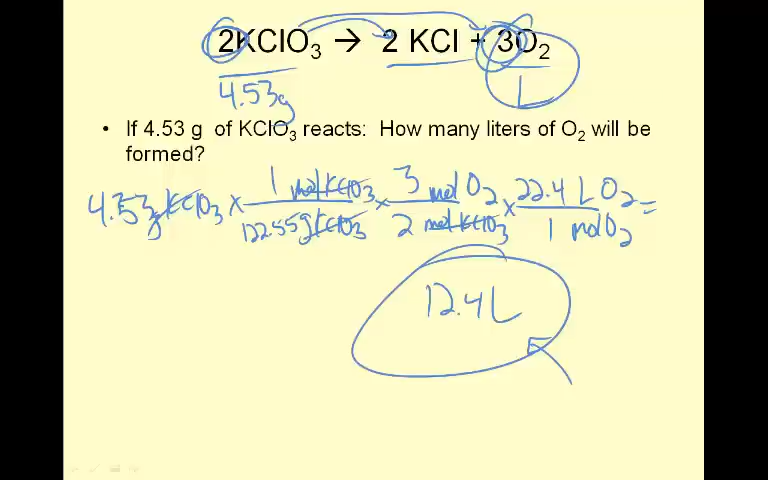 2KClO₃ → 2 KCl + 3O₂
4.53g L
• If 4.53 g of KClO₃ reacts: How many liters of O₂ will be
formed?
4.53g KClO₃ x 1 mol KClO₃ / 122.55g KClO₃ x 3 mol O₂ / 2 mol KClO₃ x 22.4 L O₂ / 1 mol O₂ =
12.4 L